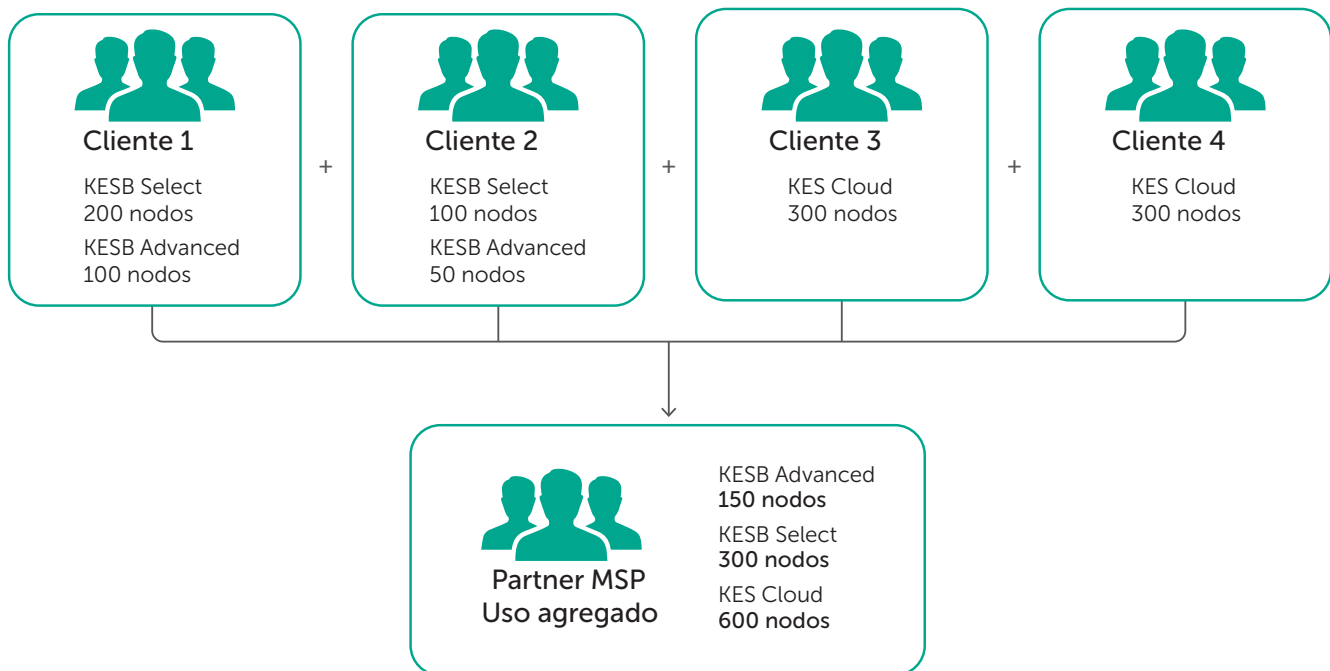 Cliente 1
KESB Select
200 nodos
KESB Advanced
100 nodos
+
Cliente 2
KESB Select
100 nodos
KESB Advanced
50 nodos
+
Cliente 3
KES Cloud
300 nodos
+
Cliente 4
KES Cloud
300 nodos
Partner MSP
Uso agregado
KESB Advanced
150 nodos
KESB Select
300 nodos
KES Cloud
600 nodos